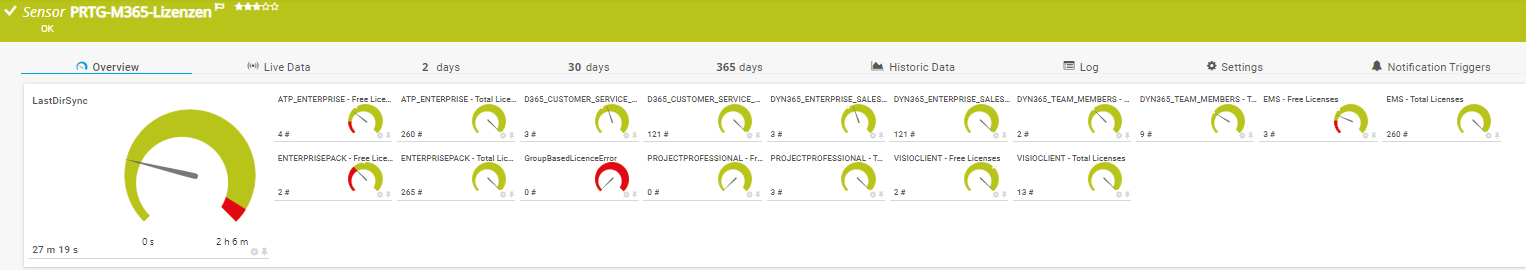 Sensor PRTG-M365-Lizenzen
OK
Overview
Live Data
2 days
30 days
365 days
Historic Data
Log
Settings
Notification Triggers
LastDirSync
0 s
2 h 6 m
27 m 19 s
ATP_ENTERPRISE - Free Lice...
4 #
ATP_ENTERPRISE - Total Lic...
260 #
D365_CUSTOMER_SERVICE_...
3 #
D365_CUSTOMER_SERVICE_...
121 #
DYN365_ENTERPRISE_SALES...
3 #
DYN365_ENTERPRISE_SALES...
121 #
DYN365_TEAM_MEMBERS - ...
2 #
DYN365_TEAM_MEMBERS - T...
9 #
EMS - Free Licenses
3 #
EMS - Total Licenses
260 #
ENTERPRISEPACK - Free Lice...
2 #
ENTERPRISEPACK - Total Lic...
265 #
GroupBasedLicenceError
0 #
PROJECTPROFESSIONAL - Fr...
0 #
PROJECTPROFESSIONAL - T...
3 #
VISIOCLIENT - Free Licenses
2 #
VISIOCLIENT - Total Licenses
13 #